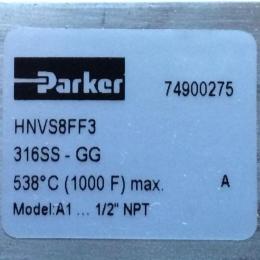 Parker 74900275
HNVS8FF3
316SS - GG
538°C (1000 F) max. A
Model:A1 ... 1/2" NPT